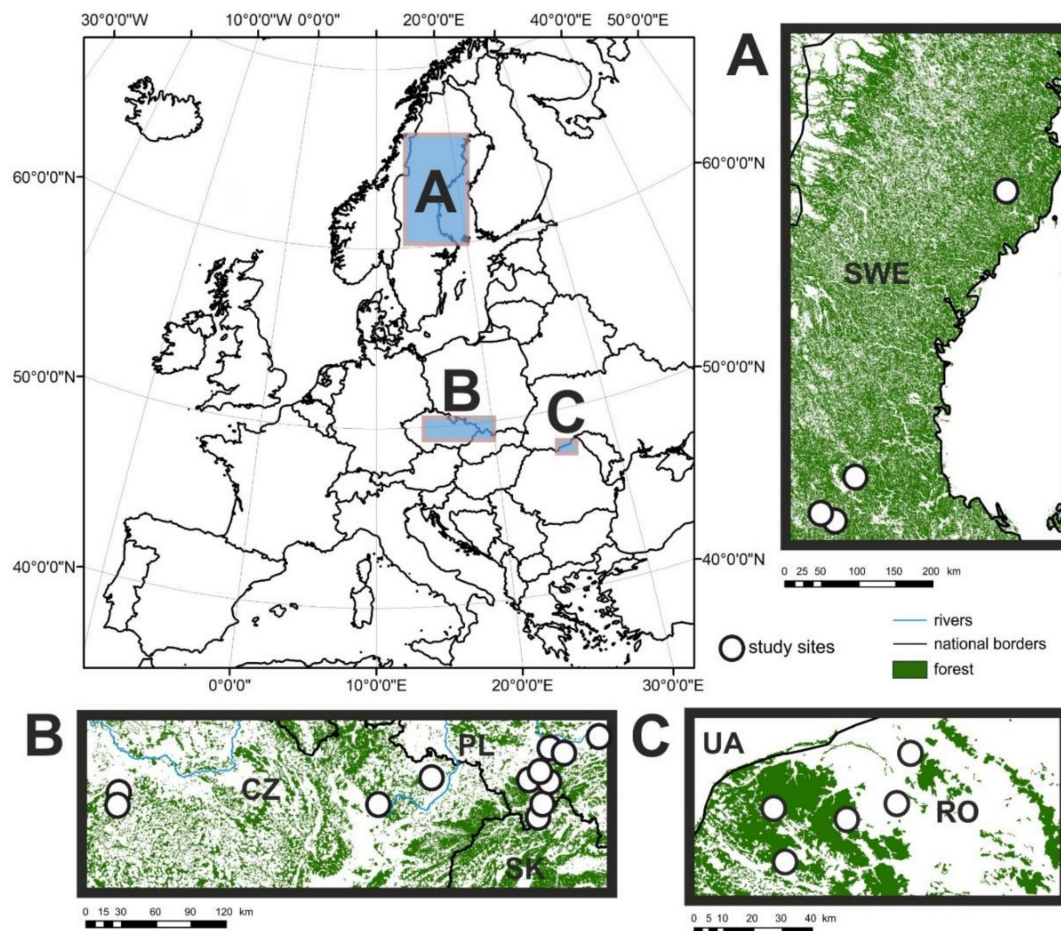 30°0'0"W
10°0'0"W 0°0'0"
20°0'0"E
40°0'0"E 50°0'0"E
60°0'0"N
50°0'0"N
40°0'0"N
60°0'0"N
50°0'0"N
40°0'0"N
0°0'0"
10°0'0"E
20°0'0"E
30°0'0"E
A
B
C
A
SWE
0 25 50 100 150 200 km
study sites
rivers
national borders
forest
B
CZ
PL
SK
0 15 30 60 90 120 km
C
UA
RO
0 5 10 20 30 40 km